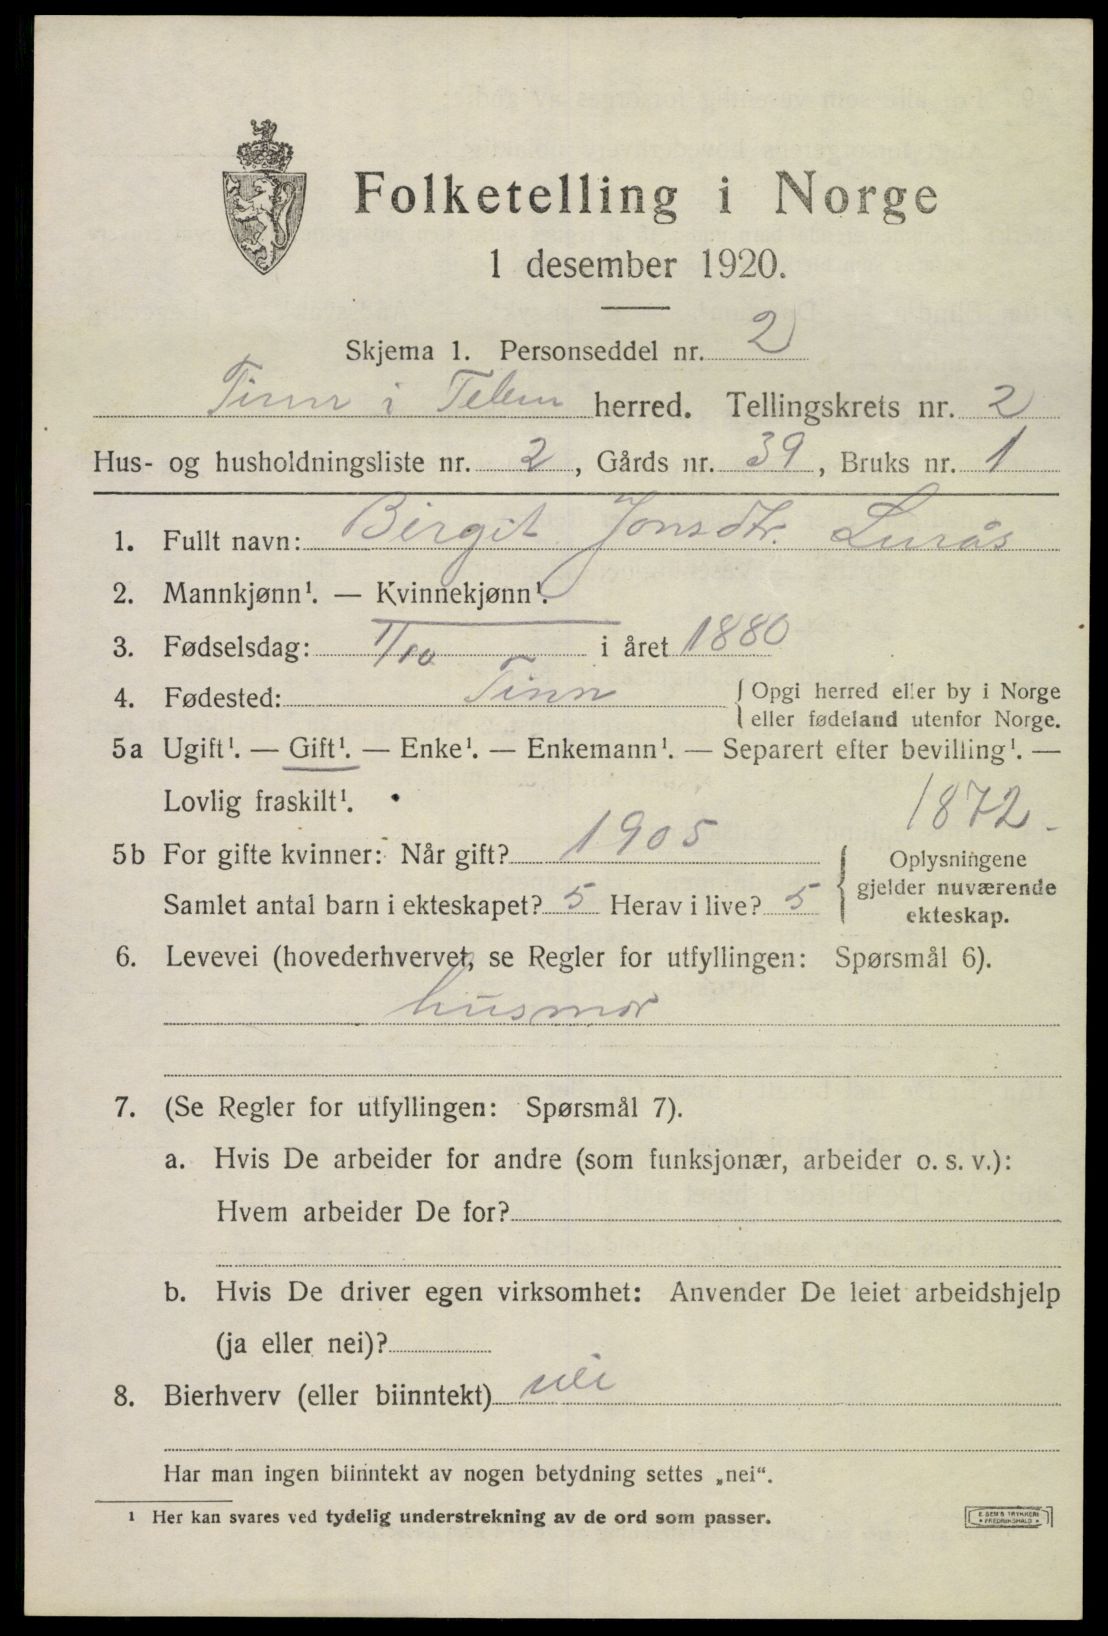 Folketelling i Norge
1 desember 1920.
Skjema 1. Personseddel nr. 2
Tinn i Telem herred. Tellingskrets nr. 2
Hus- og husholdningsliste nr. 2, Gårds nr. 39, Bruks nr. 1
1. Fullt navn: Birgit Jonsdtr. Lurås
2. Mannkjønn¹. — Kvinnekjønn¹.
3. Fødselsdag: 1/10 i året 1880
4. Fødested: Tinn { Opgi herred eller by i Norge
eller fødeland utenfor Norge.
5a Ugift¹. — Gift¹. — Enke¹. — Enkemann¹. — Separert efter bevilling¹. —
Lovlig fraskilt¹.
1872.
5b For gifte kvinner: Når gift? 1905
Samlet antal barn i ekteskapet? 5 Herav i live? 5
{ Oplysningene
gjelder nuværende
ekteskap.
6. Levevei (hovederhvervet, se Regler for utfyllingen: Spørsmål 6).
husmor
7. (Se Regler for utfyllingen: Spørsmål 7).
a. Hvis De arbeider for andre (som funksjonær, arbeider o. s. v.):
Hvem arbeider De for?
b. Hvis De driver egen virksomhet: Anvender De leiet arbeidshjelp
(ja eller nei)?
8. Bierhverv (eller biinntekt) nei
Har man ingen biinntekt av nogen betydning settes „nei“.
¹ Her kan svares ved tydelig understrekning av de ord som passer.
E. SEM'S TRYKKERI
FREDRIKSHALD